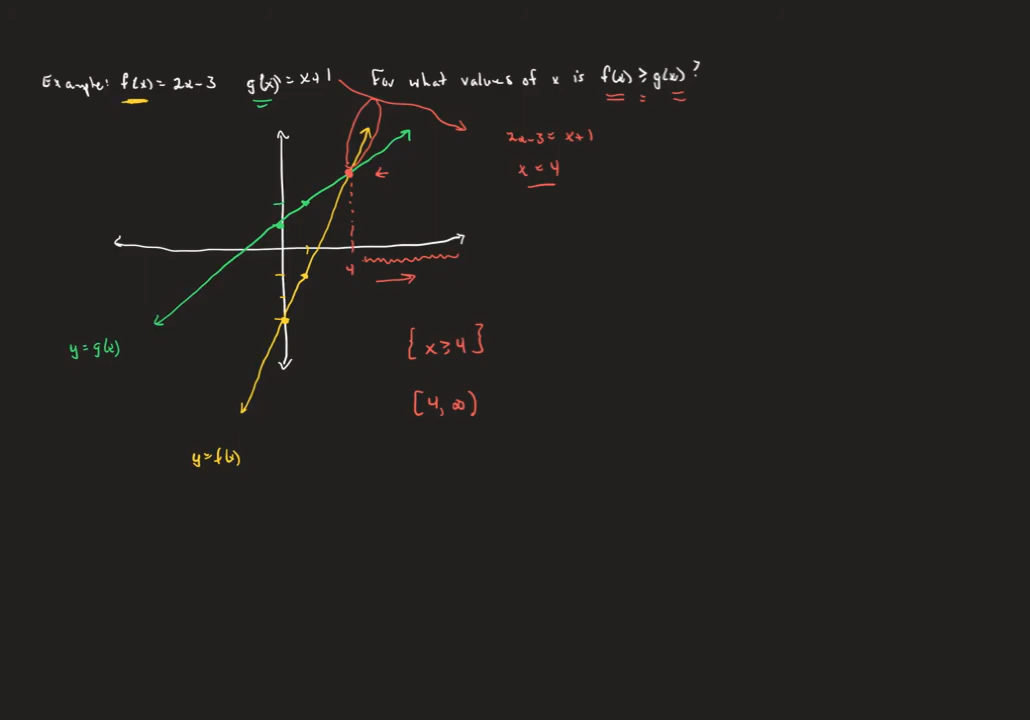 Example: f(x) = 2x-3 g(x) = x+1 For what values of x is f(x) ≥ g(x)?
2x-3 = x+1
x = 4
4
{x ≥ 4}
y = g(x)
[4, ∞)
y = f(x)